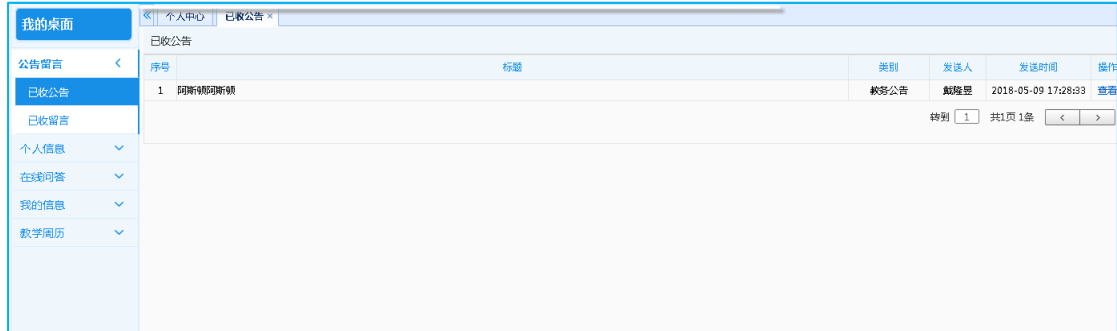 我的桌面
« 个人中心 已收公告 ×
已收公告
公告留言
已收公告
已收留言
个人信息
在线问答
我的信息
教学周历
序号 标题 类别 发送人 发送时间 操作
1 阿斯顿阿斯顿 教务公告 戴隆昱 2018-05-09 17:28:33 查看
转到 1 共1页 1条 < >